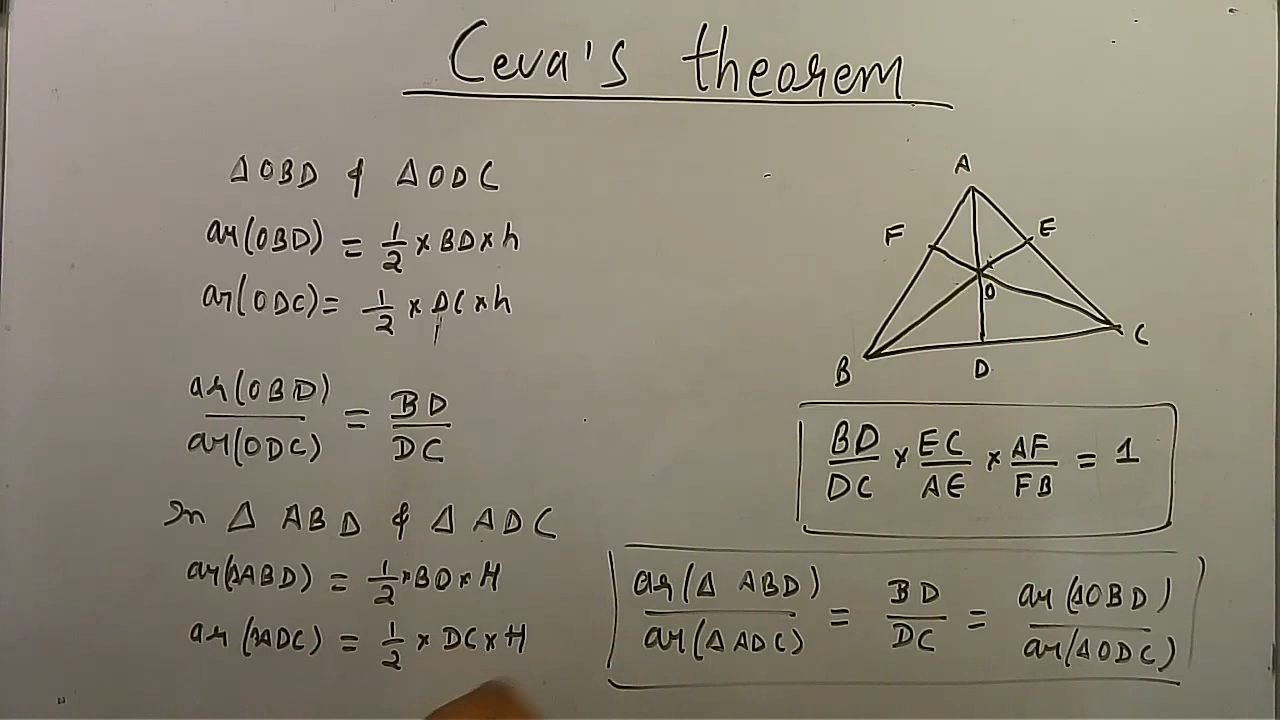 Ceva's theorem
Δ OBD & Δ ODC
ar(OBD) = 1/2 × BD × h
ar(ODC) = 1/2 × DC × h
ar(OBD)/ar(ODC) = BD/DC
In Δ ABD & Δ ADC
ar(ΔABD) = 1/2 × BD × H
ar(ΔADC) = 1/2 × DC × H
A
F
E
O
B
D
C
BD/DC × EC/AE × AF/FB = 1
ar(Δ ABD)/ar(Δ ADC) = BD/DC = ar(ΔOBD)/ar(ΔODC)